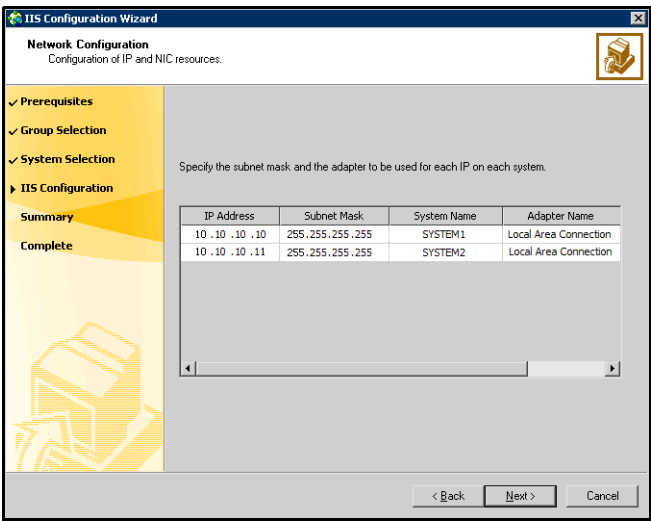 IIS Configuration Wizard
Network Configuration
Configuration of IP and NIC resources.
Prerequisites
Group Selection
System Selection
IIS Configuration
Summary
Complete
Specify the subnet mask and the adapter to be used for each IP on each system.
IP Address Subnet Mask System Name Adapter Name
10 .10 .10 .10 255.255.255.255 SYSTEM1 Local Area Connection
10 .10 .10 .11 255.255.255.255 SYSTEM2 Local Area Connection
< Back Next > Cancel